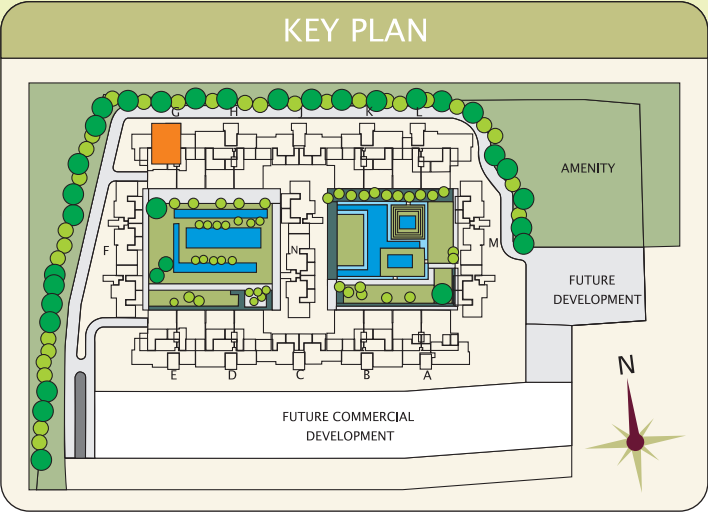 KEY PLAN
G H J K L
AMENITY
F
N
M
FUTURE
DEVELOPMENT
E D C B A
N
FUTURE COMMERCIAL
DEVELOPMENT